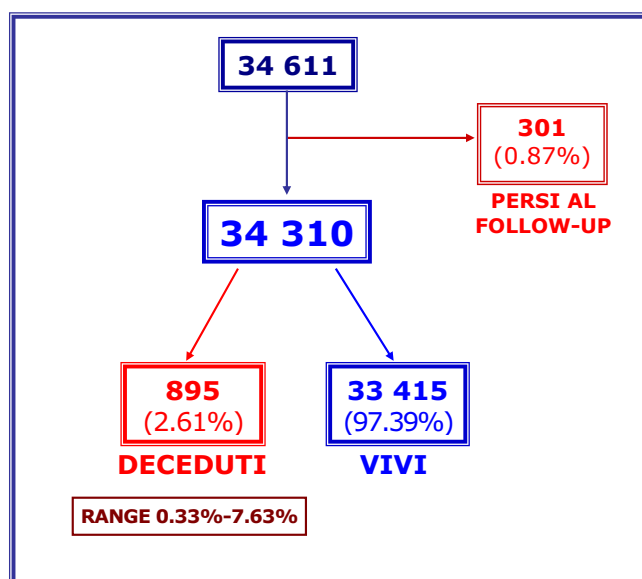 34 611
301
(0.87%)
PERSI AL
FOLLOW-UP
34 310
895
(2.61%)
DECEDUTI
33 415
(97.39%)
VIVI
RANGE 0.33%-7.63%